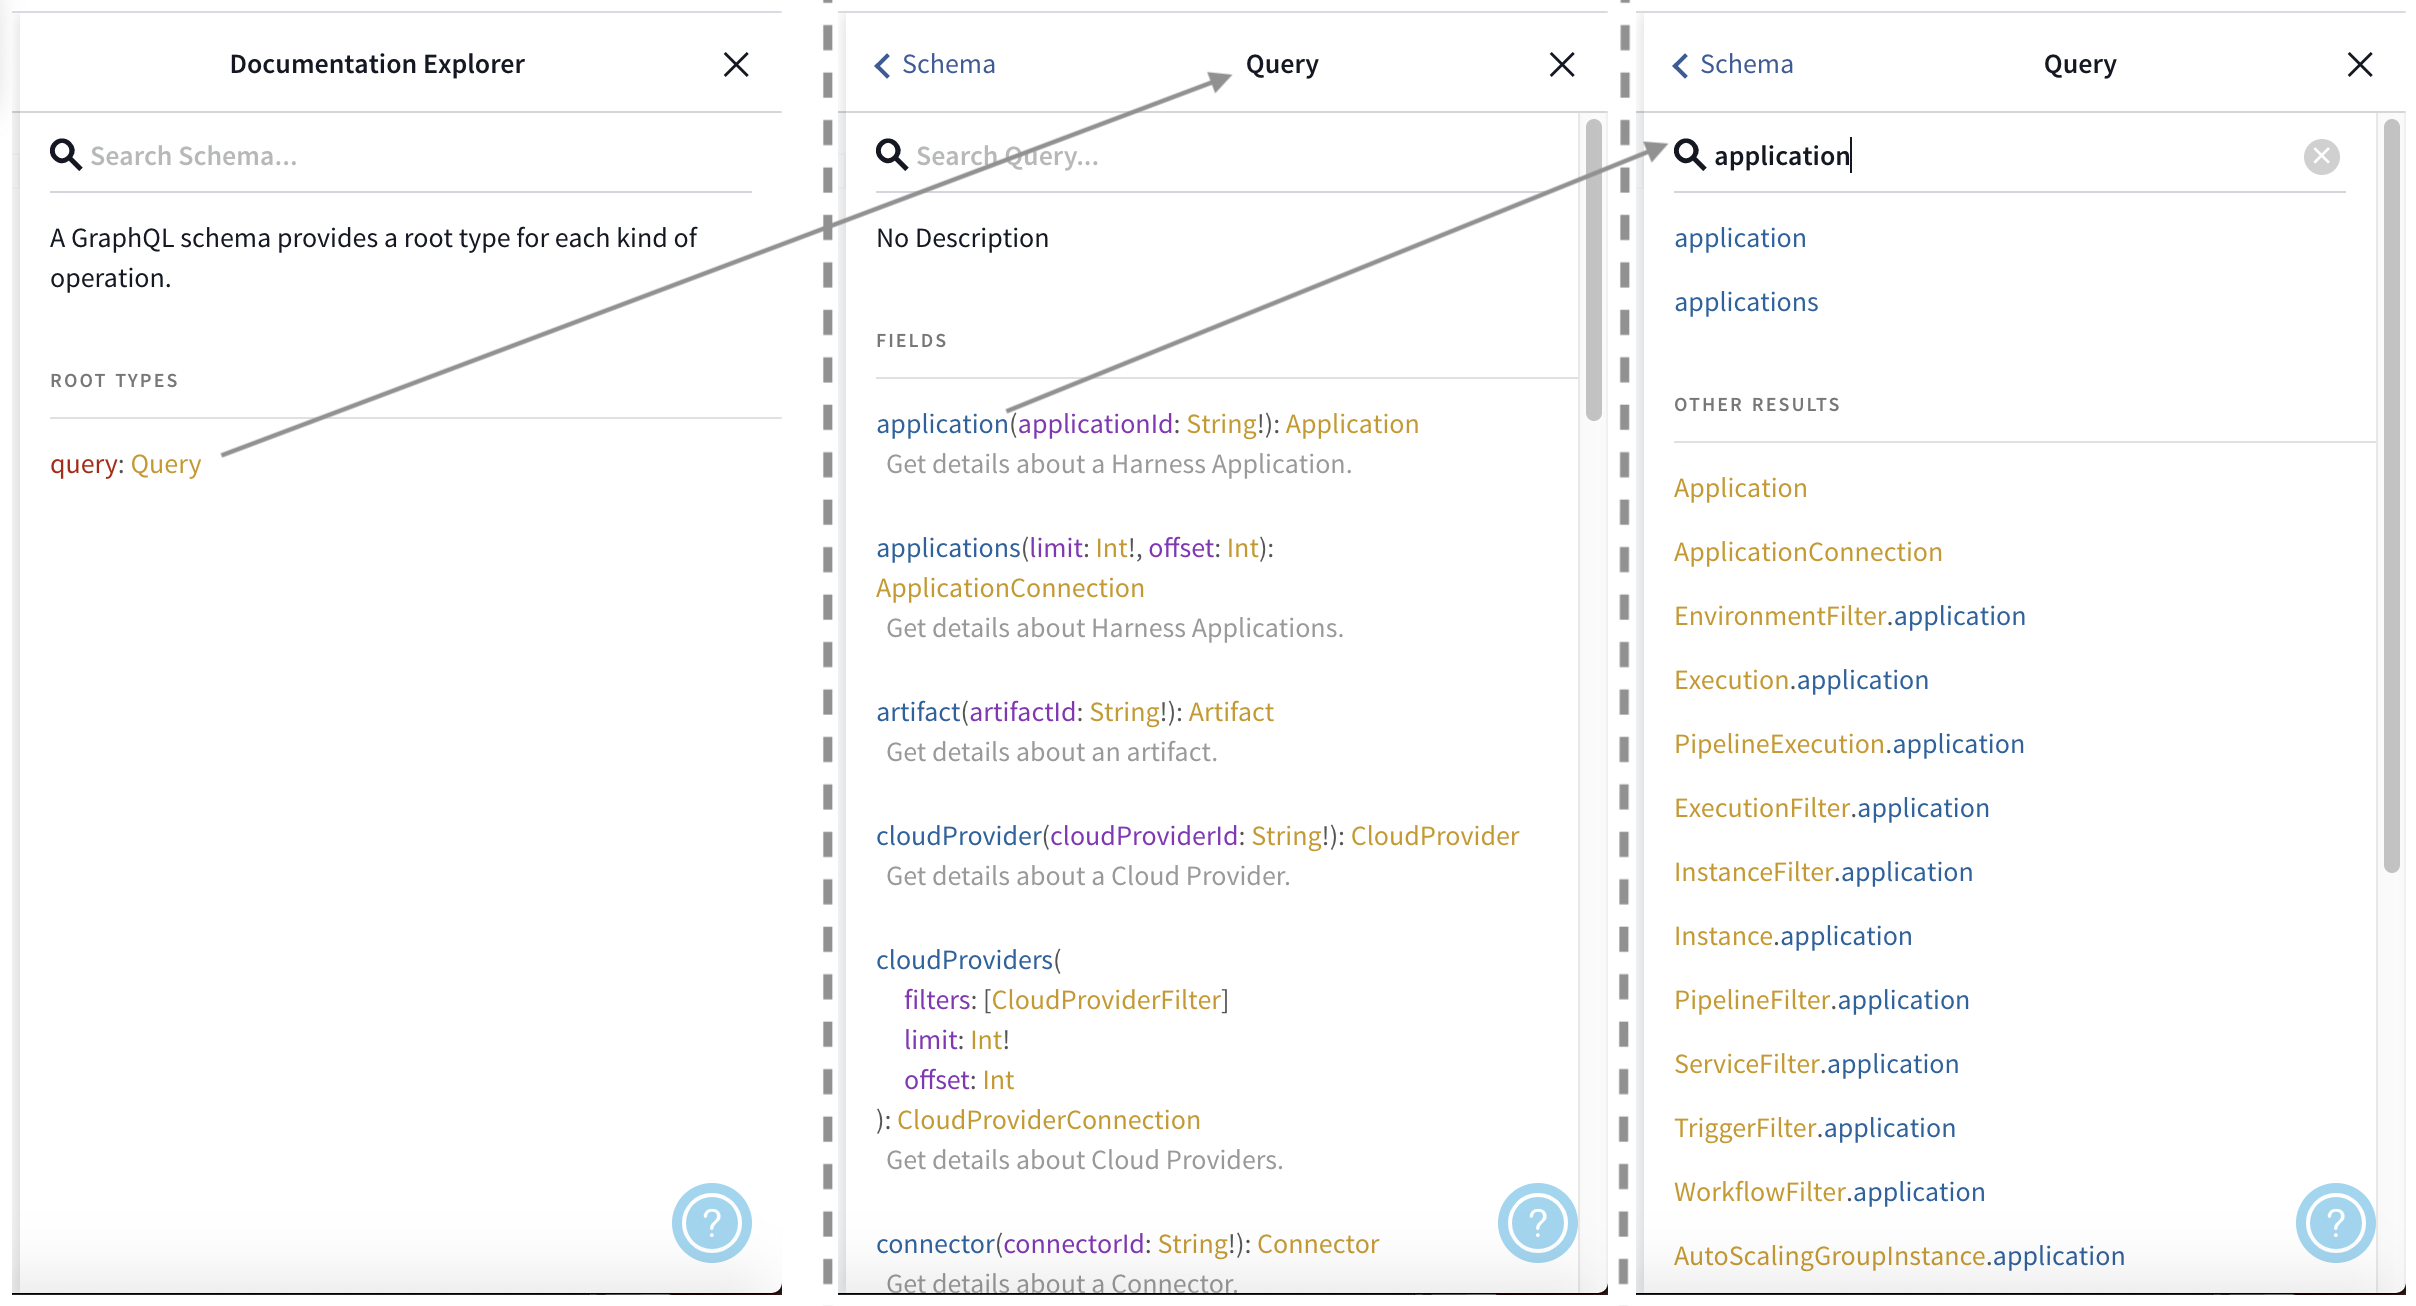 Documentation Explorer
Search Schema...
A GraphQL schema provides a root type for each kind of
operation.
ROOT TYPES
query: Query
?
Schema
Query
Search Query...
No Description
FIELDS
application(applicationId: String!): Application
Get details about a Harness Application.
applications(limit: Int!, offset: Int):
ApplicationConnection
Get details about Harness Applications.
artifact(artifactId: String!): Artifact
Get details about an artifact.
cloudProvider(cloudProviderId: String!): CloudProvider
Get details about a Cloud Provider.
cloudProviders(
filters: [CloudProviderFilter]
limit: Int!
offset: Int
): CloudProviderConnection
Get details about Cloud Providers.
connector(connectorId: String!): Connector
Get details about a Connector.
?
Schema
Query
application
application
applications
OTHER RESULTS
Application
ApplicationConnection
EnvironmentFilter.application
Execution.application
PipelineExecution.application
ExecutionFilter.application
InstanceFilter.application
Instance.application
PipelineFilter.application
ServiceFilter.application
TriggerFilter.application
WorkflowFilter.application
AutoScalingGroupInstance.application
?